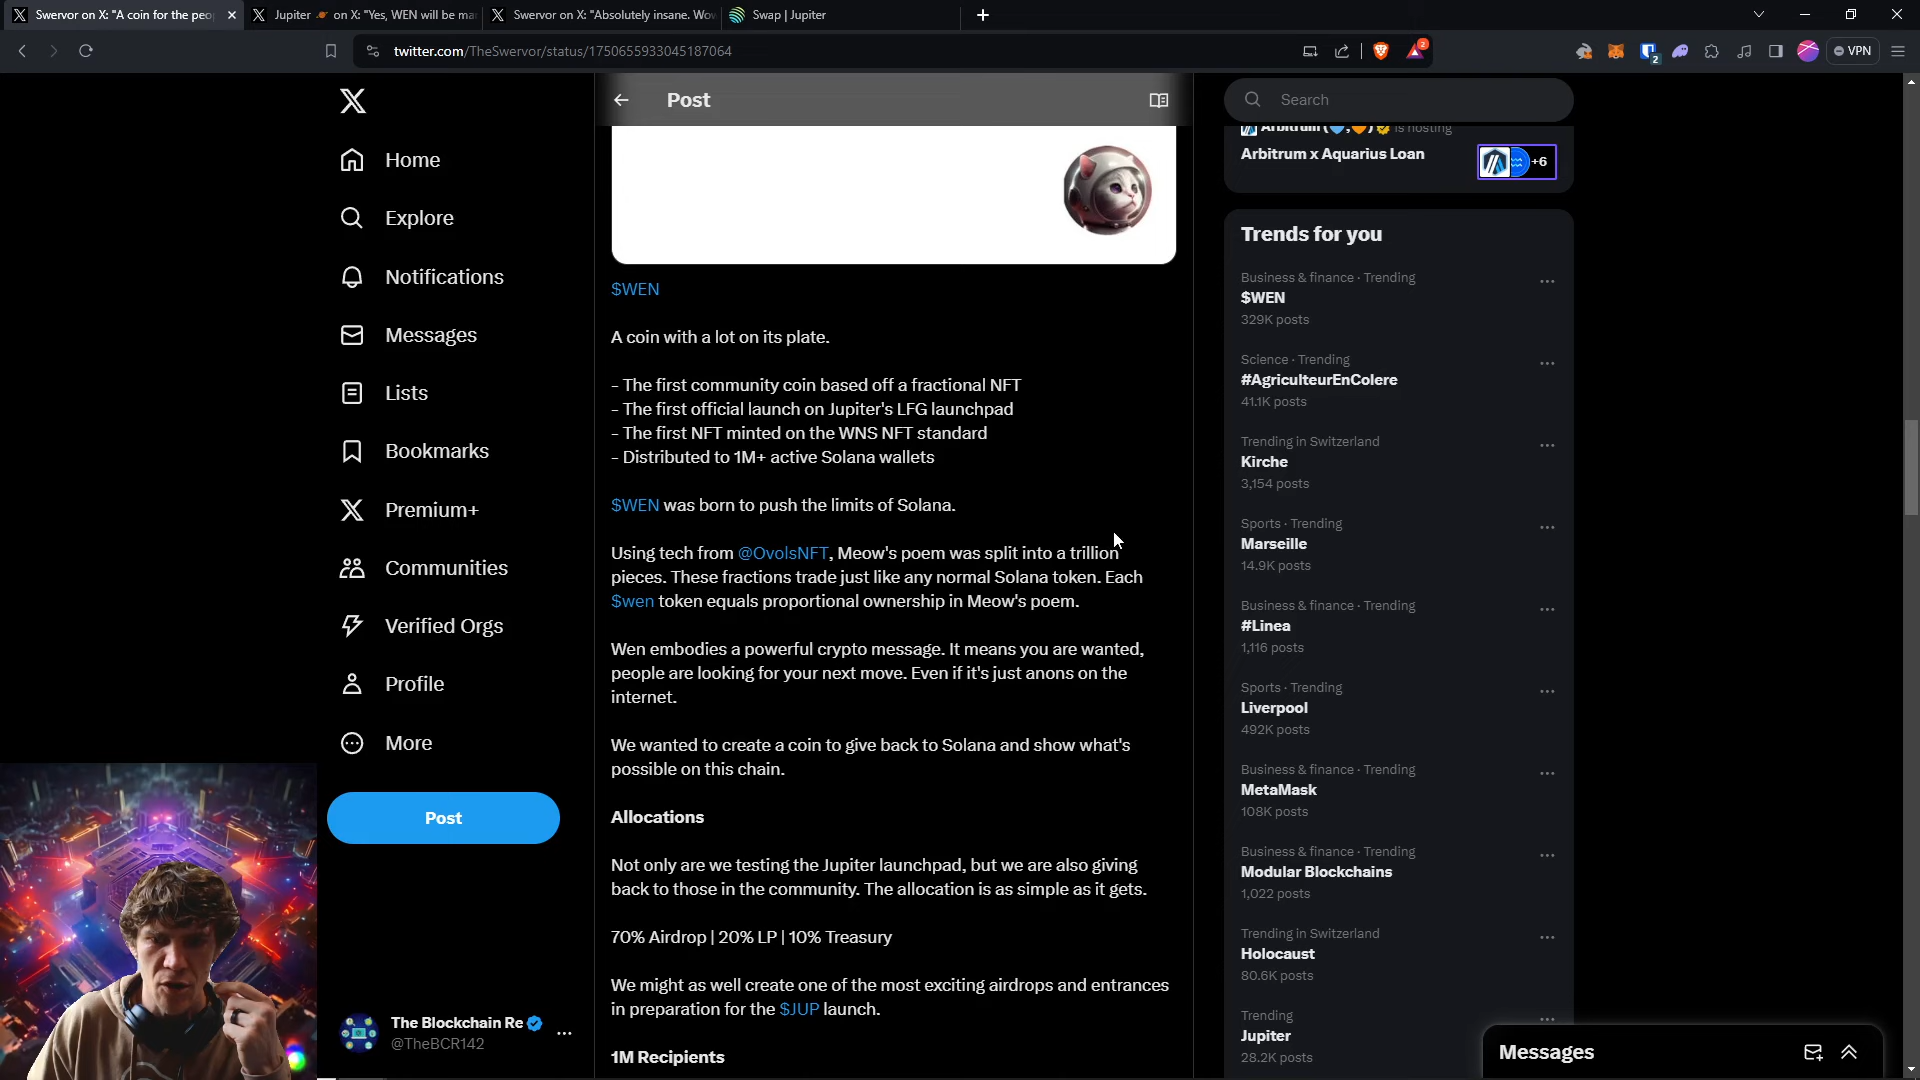 Swervor on X: "A coin for the peo
Jupiter on X: "Yes, WEN will be ma
Swervor on X: "Absolutely insane. Wow
Swap | Jupiter
twitter.com/TheSwervor/status/1750655933045187064
2
2
VPN
Home
Explore
Notifications
Messages
Lists
Bookmarks
Premium+
Communities
Verified Orgs
Profile
More
Post
The Blockchain Re
@TheBCR142
Post
$WEN
A coin with a lot on its plate.
- The first community coin based off a fractional NFT
- The first official launch on Jupiter's LFG launchpad
- The first NFT minted on the WNS NFT standard
- Distributed to 1M+ active Solana wallets
$WEN was born to push the limits of Solana.
Using tech from @OvolsNFT, Meow's poem was split into a trillion
pieces. These fractions trade just like any normal Solana token. Each
$wen token equals proportional ownership in Meow's poem.
Wen embodies a powerful crypto message. It means you are wanted,
people are looking for your next move. Even if it's just anons on the
internet.
We wanted to create a coin to give back to Solana and show what's
possible on this chain.
Allocations
Not only are we testing the Jupiter launchpad, but we are also giving
back to those in the community. The allocation is as simple as it gets.
70% Airdrop | 20% LP | 10% Treasury
We might as well create one of the most exciting airdrops and entrances
in preparation for the $JUP launch.
1M Recipients
Search
Arbitrum is hosting
Arbitrum x Aquarius Loan
+6
Trends for you
Business & finance · Trending
$WEN
329K posts
Science · Trending
#AgriculteurEnColere
41.1K posts
Trending in Switzerland
Kirche
3,154 posts
Sports · Trending
Marseille
14.9K posts
Business & finance · Trending
#Linea
1,116 posts
Sports · Trending
Liverpool
492K posts
Business & finance · Trending
MetaMask
108K posts
Business & finance · Trending
Modular Blockchains
1,022 posts
Trending in Switzerland
Holocaust
80.6K posts
Trending
Jupiter
28.2K posts
Messages